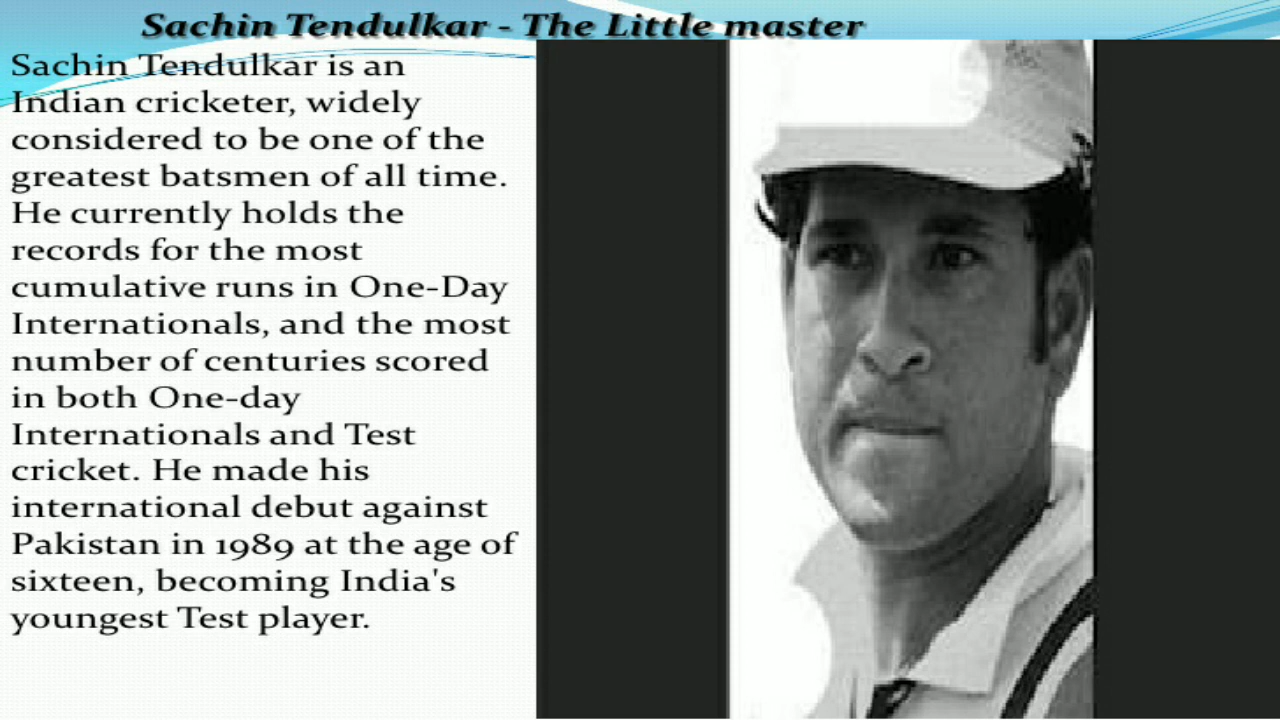 Sachin Tendulkar - The Little master
Sachin Tendulkar is an
Indian cricketer, widely
considered to be one of the
greatest batsmen of all time.
He currently holds the
records for the most
cumulative runs in One-Day
Internationals, and the most
number of centuries scored
in both One-day
Internationals and Test
cricket. He made his
international debut against
Pakistan in 1989 at the age of
sixteen, becoming India's
youngest Test player.